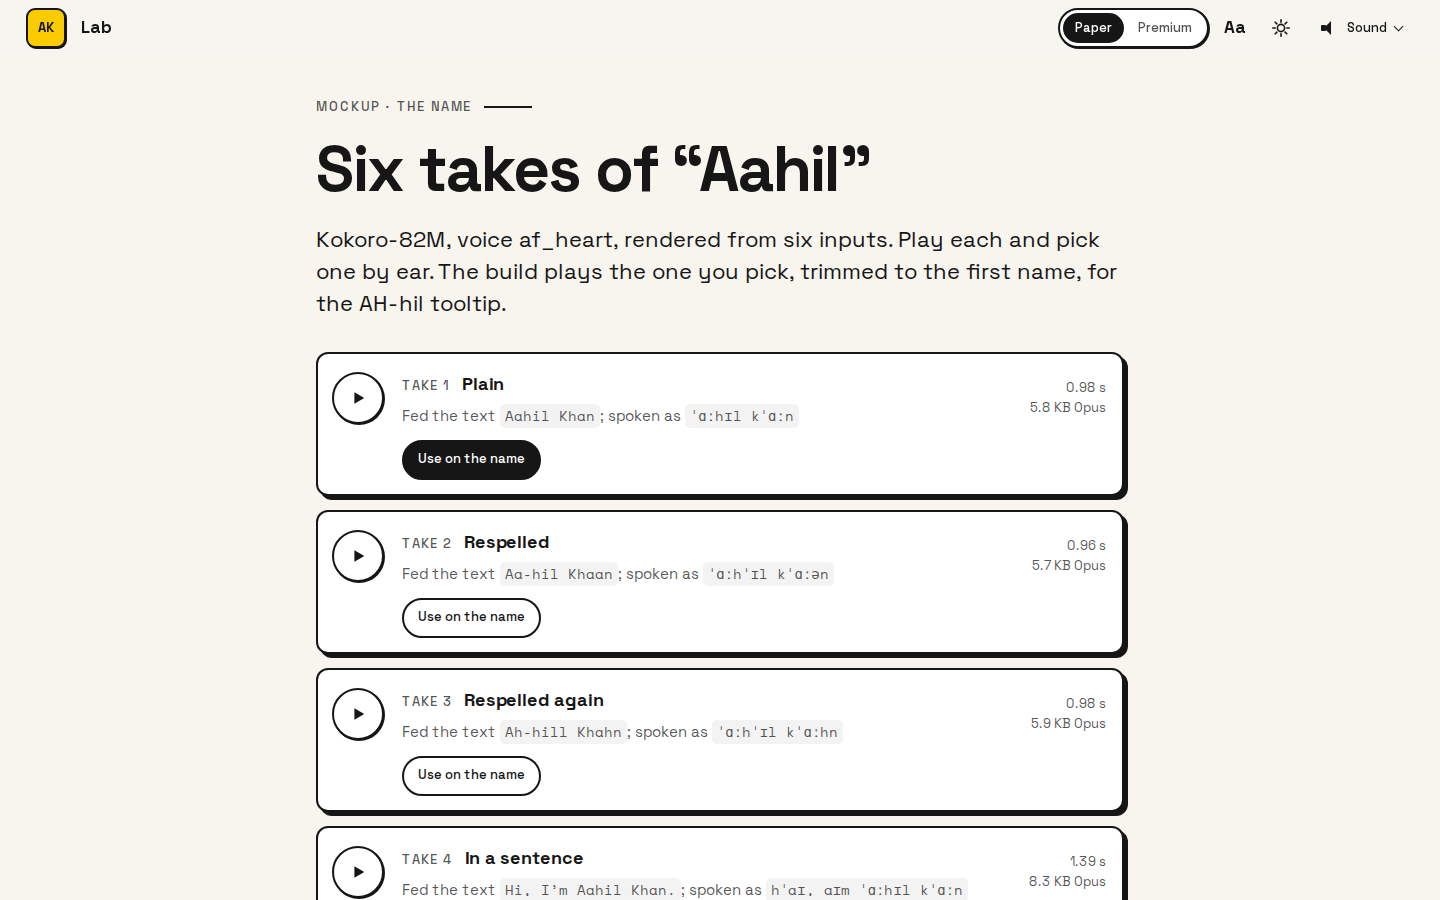 AK Lab Paper Premium Aa Sound
MOCKUP · THE NAME
Six takes of “Aahil”
Kokoro-82M, voice af_heart, rendered from six inputs. Play each and pick
one by ear. The build plays the one you pick, trimmed to the first name, for
the AH-hil tooltip.
TAKE 1 Plain
0.98 s
Fed the text Aahil Khan; spoken as ˈɑːhɪl kˈɑːn
5.8 KB Opus
Use on the name
TAKE 2 Respelled
0.96 s
Fed the text Aa-hil Khaan; spoken as ˈɑːhˈɪl kˈɑːən
5.7 KB Opus
Use on the name
TAKE 3 Respelled again
0.98 s
Fed the text Ah-hill Khahn; spoken as ˈɑːhˈɪl kˈɑːhn
5.9 KB Opus
Use on the name
TAKE 4 In a sentence
1.39 s
Fed the text Hi, I’m Aahil Khan.; spoken as hˈaɪ, aɪm ˈɑːhɪl kˈɑːn
8.3 KB Opus